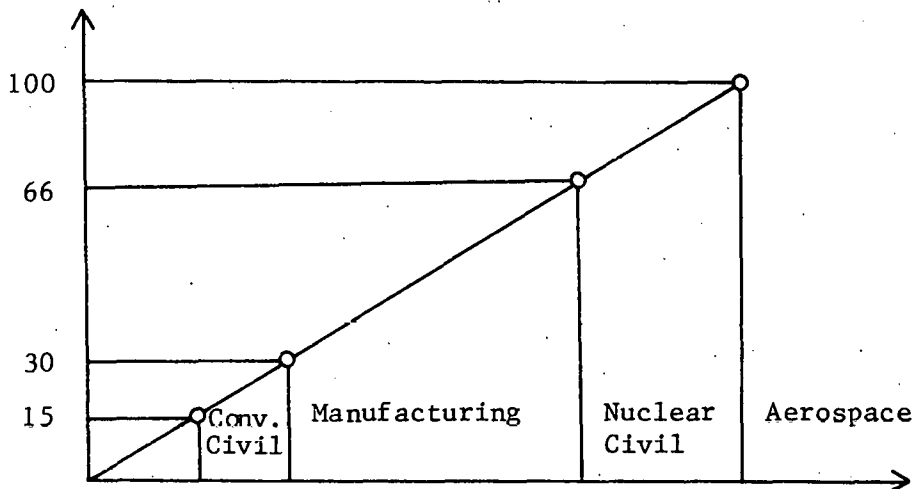 100
66
30
15
Conv.
Civil
Manufacturing
Nuclear
Civil
Aerospace